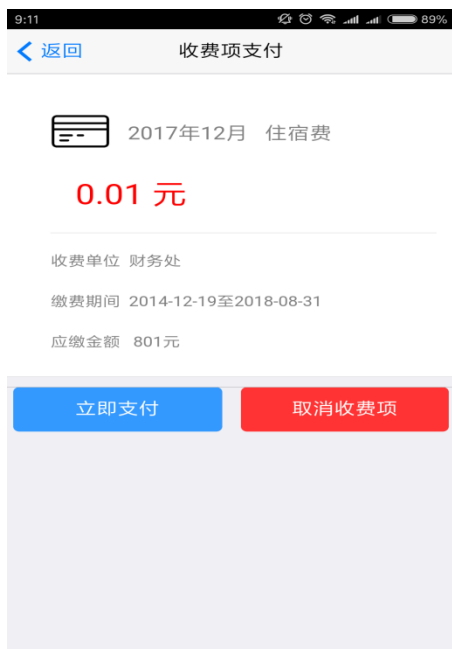 9:11 89%
返回 收费项支付
2017年12月 住宿费
0.01 元
收费单位 财务处
缴费期间 2014-12-19至2018-08-31
应缴金额 801元
立即支付 取消收费项